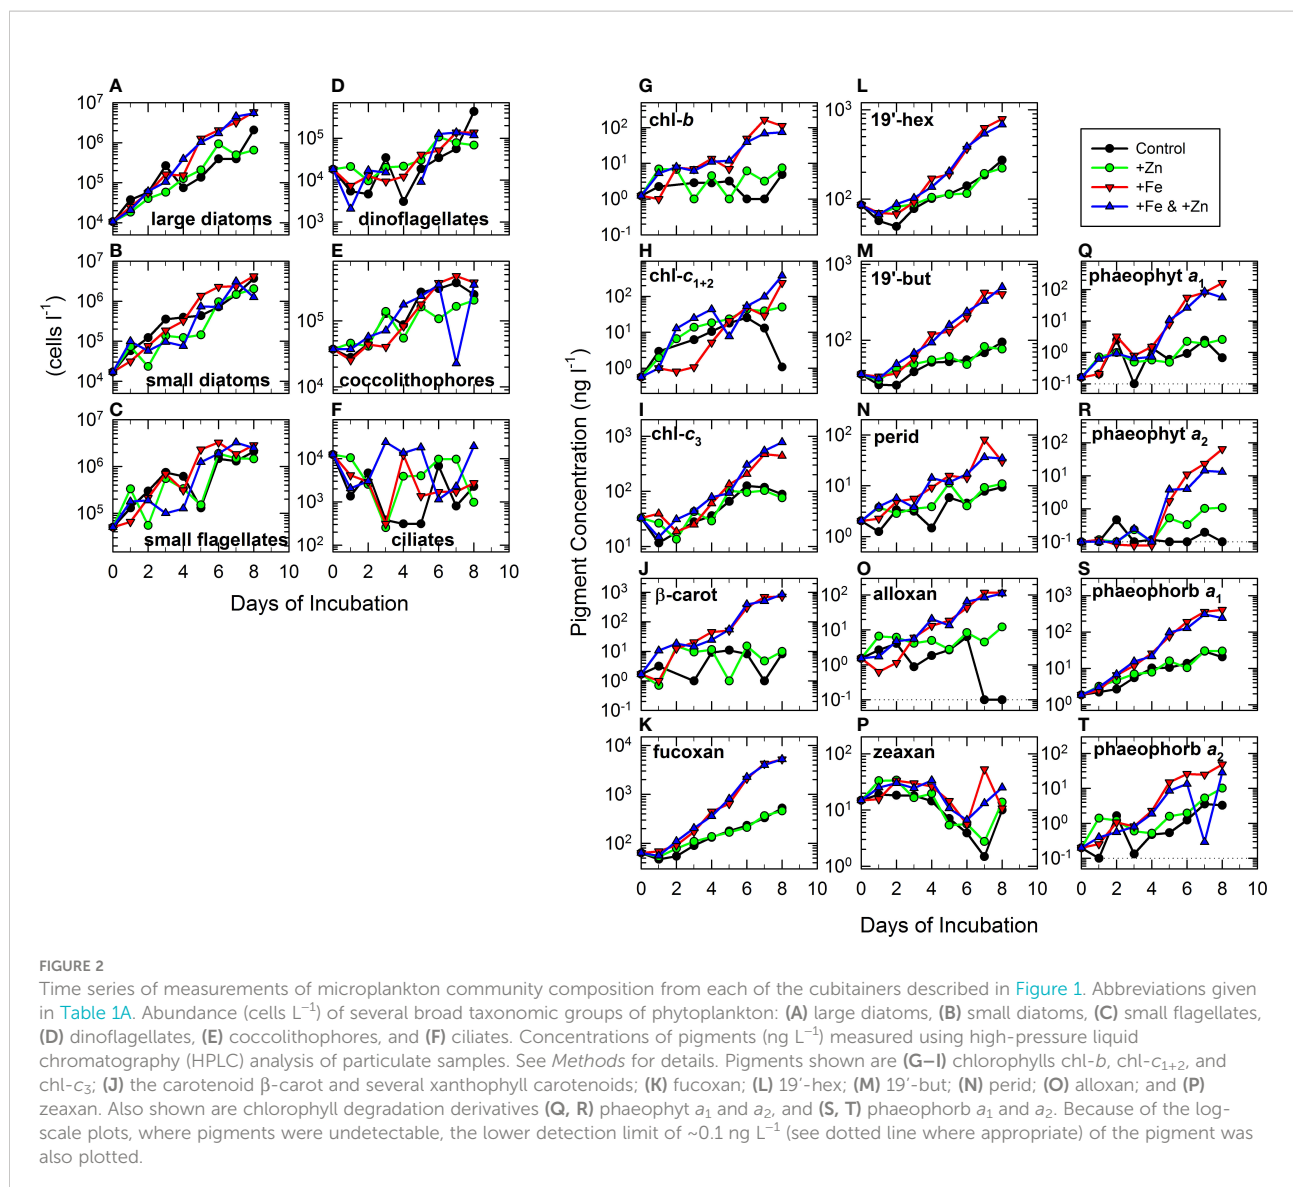 A
10^7
10^6
10^5
10^4
large diatoms
D
10^5
10^4
10^3
dinoflagellates
B
10^7
10^6
10^5
10^4
small diatoms
E
10^5
10^4
coccolithophores
(cells l^-1)
C
10^7
10^6
10^5
small flagellates
0 2 4 6 8 10
F
10^4
10^3
10^2
ciliates
0 2 4 6 8 10
Days of Incubation
G
chl-b
10^2
10^1
10^0
10^-1
L
19'-hex
10^3
10^2
Control
+Zn
+Fe
+Fe & +Zn
H
chl-c1+2
10^2
10^1
10^0
M
19'-but
10^2
Q
phaeophyt a1
10^2
10^1
10^0
10^-1
Pigment Concentration (ng l^-1)
I
chl-c3
10^3
10^2
10^1
N
perid
10^2
10^1
10^0
R
phaeophyt a2
10^2
10^1
10^0
10^-1
J
β-carot
10^3
10^2
10^1
10^0
10^-1
O
alloxan
10^2
10^1
10^0
10^-1
S
phaeophorb a1
10^3
10^2
10^1
10^0
K
fucoxan
10^4
10^3
10^2
0 2 4 6 8 10
P
zeaxan
10^2
10^1
10^0
0 2 4 6 8 10
T
phaeophorb a2
10^2
10^1
10^0
10^-1
0 2 4 6 8 10
Days of Incubation
FIGURE 2
Time series of measurements of microplankton community composition from each of the cubitainers described in Figure 1. Abbreviations given
in Table 1A. Abundance (cells L−1) of several broad taxonomic groups of phytoplankton: (A) large diatoms, (B) small diatoms, (C) small flagellates,
(D) dinoflagellates, (E) coccolithophores, and (F) ciliates. Concentrations of pigments (ng L−1) measured using high-pressure liquid
chromatography (HPLC) analysis of particulate samples. See Methods for details. Pigments shown are (G–I) chlorophylls chl-b, chl-c1+2, and
chl-c3; (J) the carotenoid β-carot and several xanthophyll carotenoids; (K) fucoxan; (L) 19′-hex; (M) 19′-but; (N) perid; (O) alloxan; and (P)
zeaxan. Also shown are chlorophyll degradation derivatives (Q, R) phaeophyt a1 and a2, and (S, T) phaeophorb a1 and a2. Because of the log-
scale plots, where pigments were undetectable, the lower detection limit of ~0.1 ng L−1 (see dotted line where appropriate) of the pigment was
also plotted.